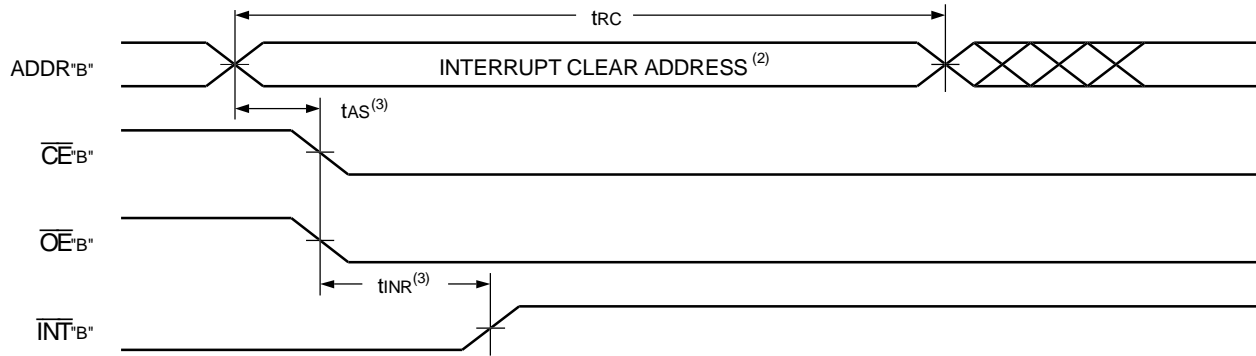 tRC
ADDR"B"
INTERRUPT CLEAR ADDRESS (2)
tAS(3)
CE"B"
OE"B"
tINR(3)
INT"B"